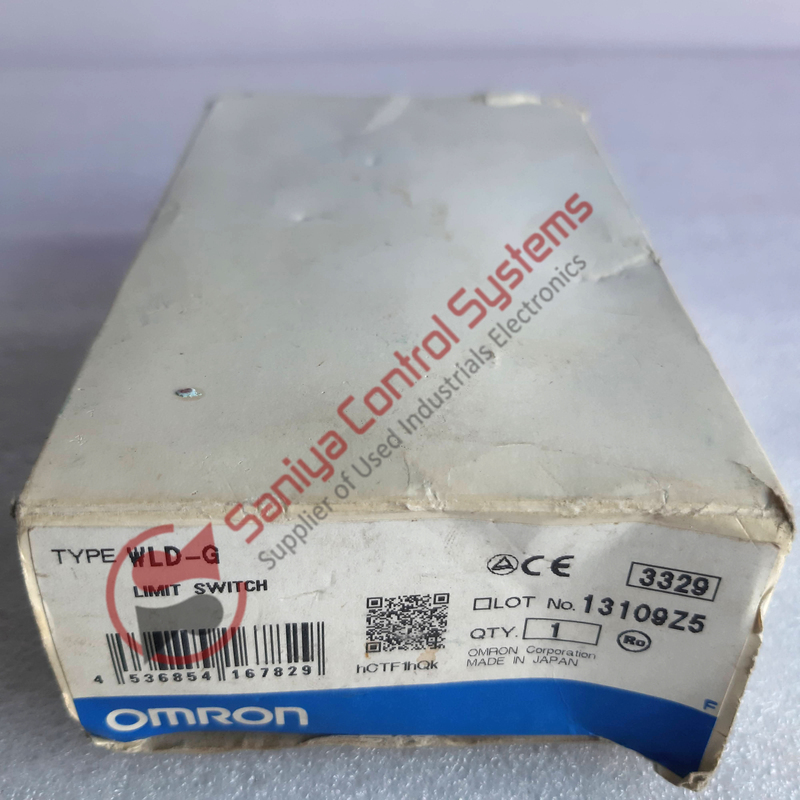 Saniya Control Systems
Supplier of Used Industrials Electronics
TYPE WLD-G
LIMIT SWITCH
CE
3329
LOT No. 13109Z5
QTY. 1
Ro
OMRON Corporation
MADE IN JAPAN
hCTF1hQk
4 536854 167829
OMRON
F